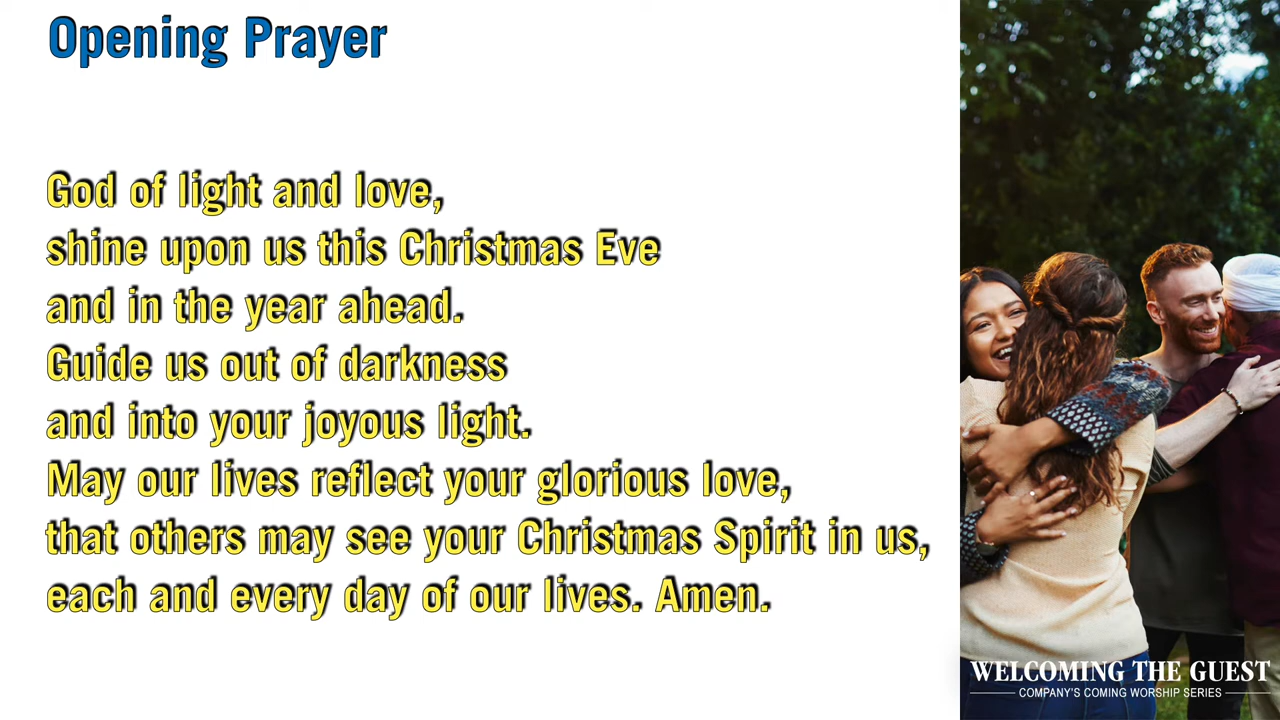 Opening Prayer
God of light and love,
shine upon us this Christmas Eve
and in the year ahead.
Guide us out of darkness
and into your joyous light.
May our lives reflect your glorious love,
that others may see your Christmas Spirit in us,
each and every day of our lives. Amen.
WELCOMING THE GUEST
COMPANY'S COMING WORSHIP SERIES